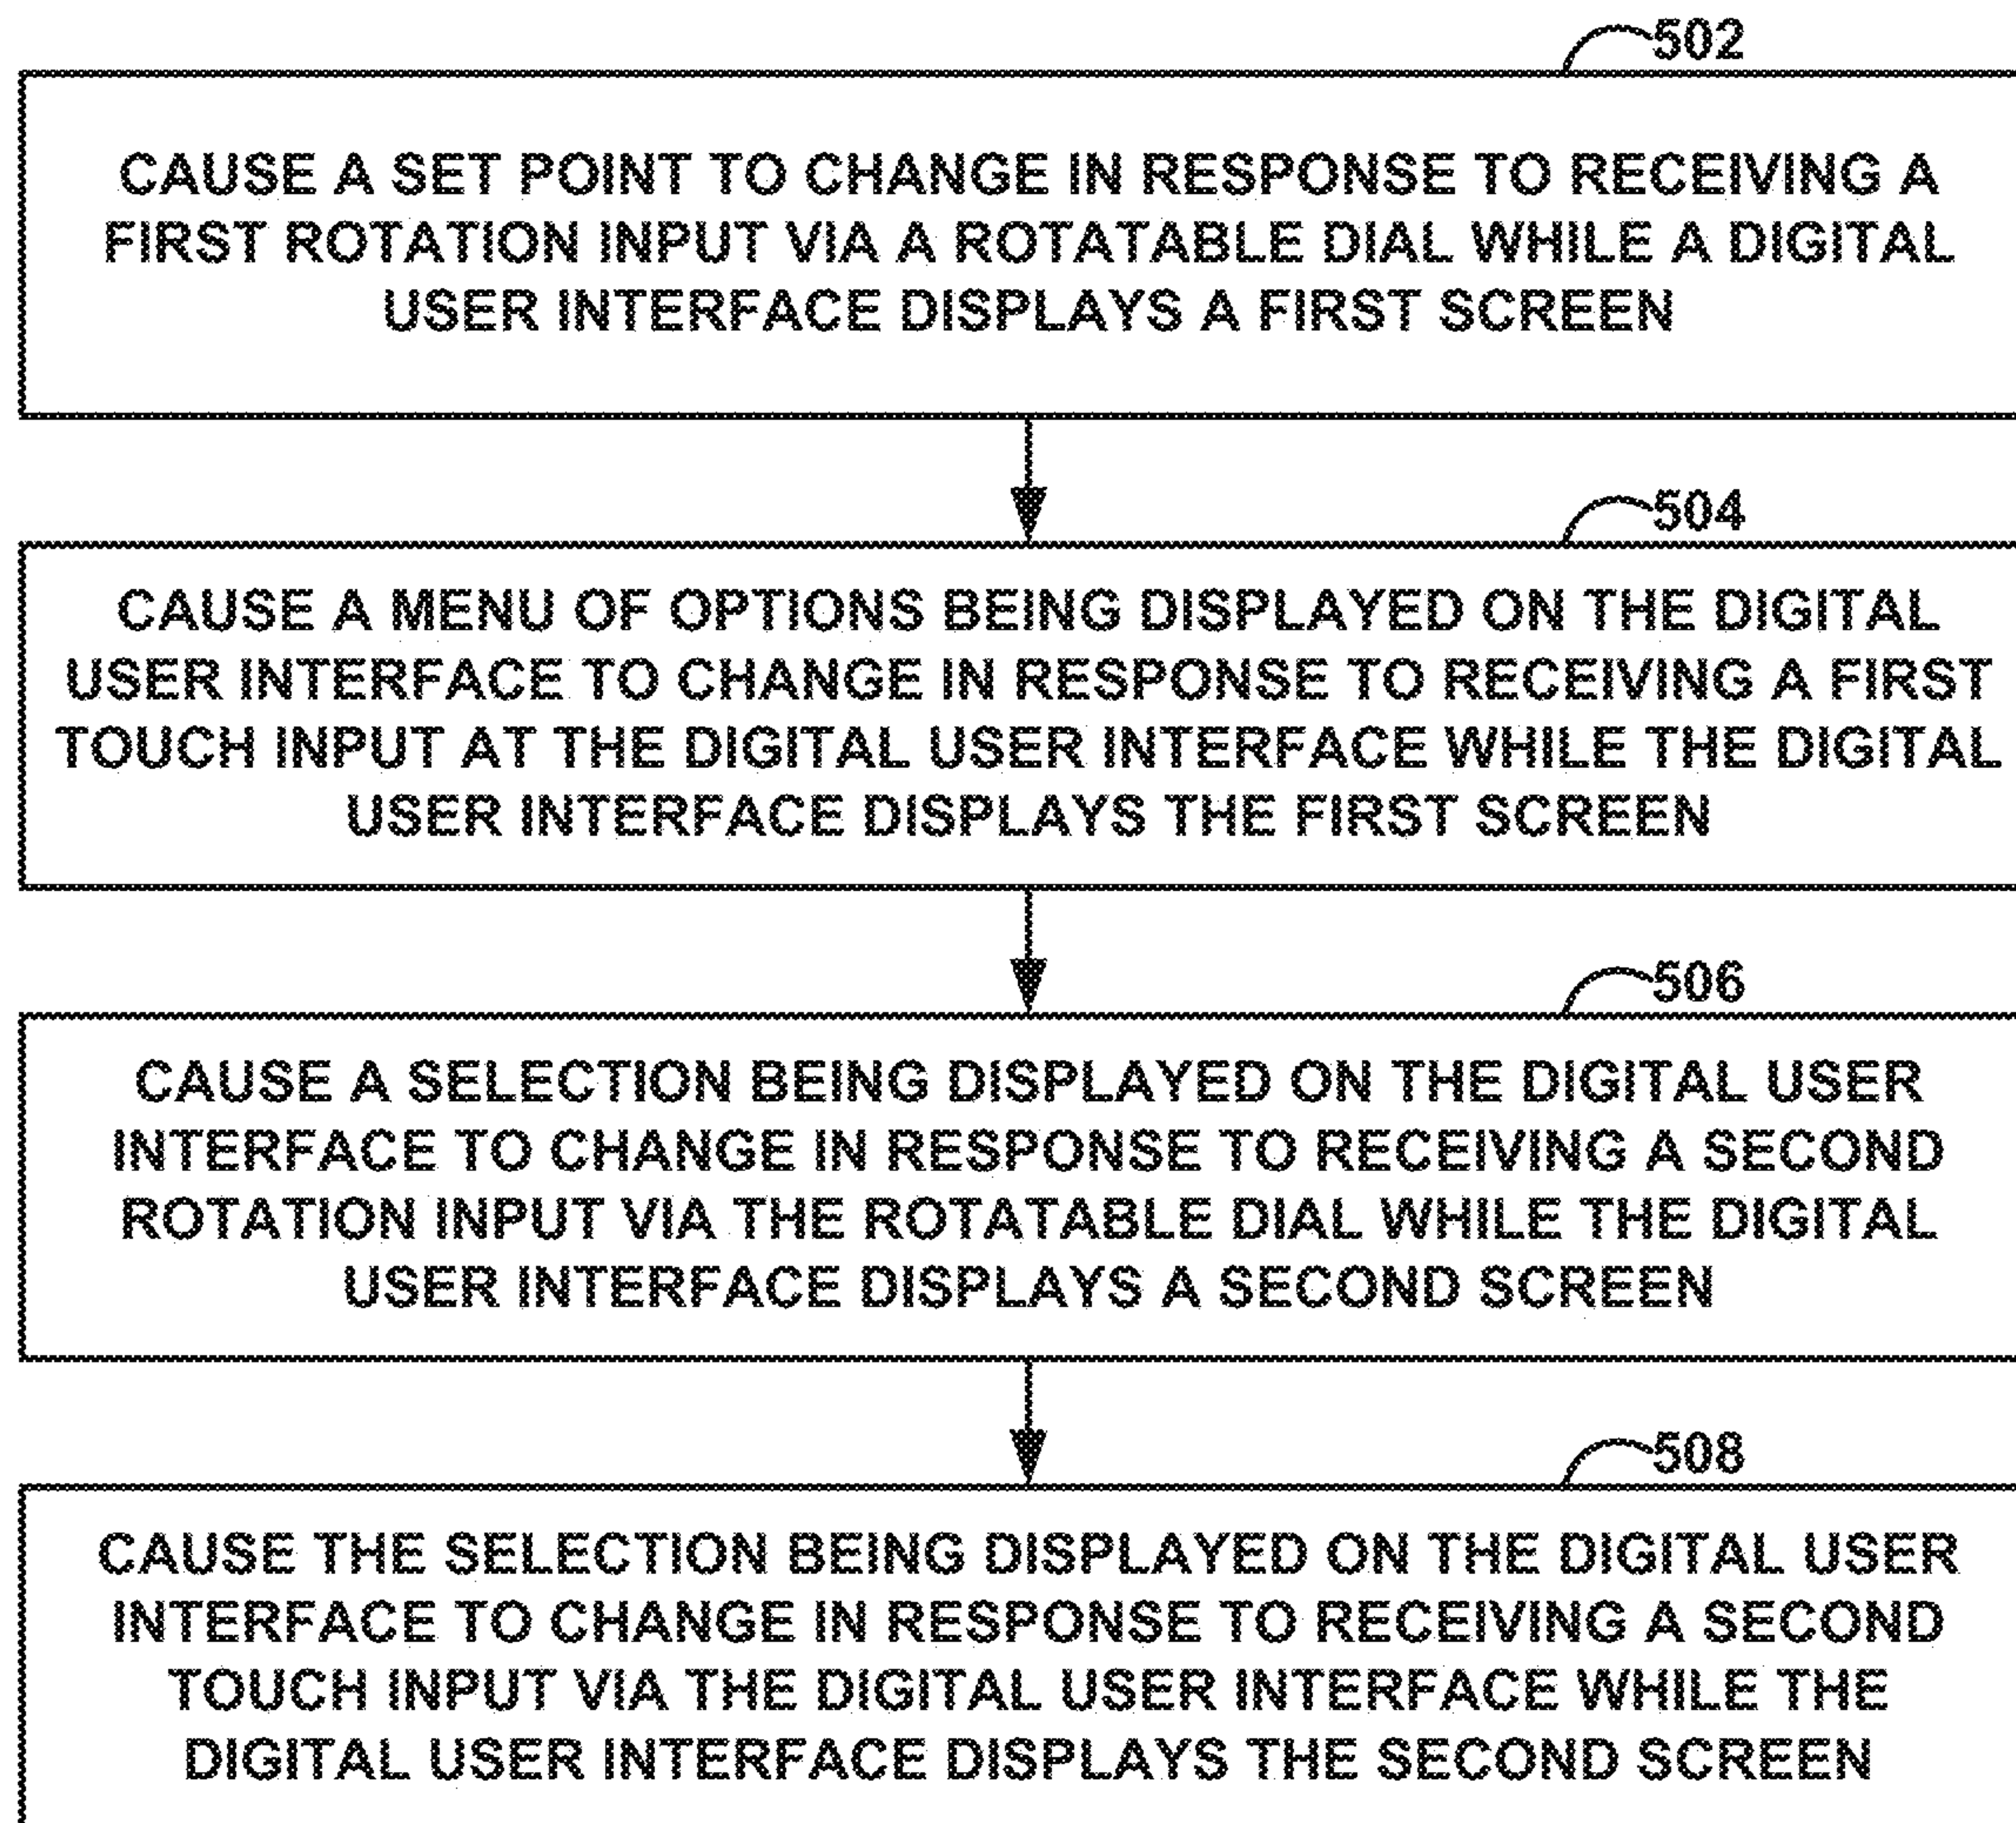 502
CAUSE A SET POINT TO CHANGE IN RESPONSE TO RECEIVING A
FIRST ROTATION INPUT VIA A ROTATABLE DIAL WHILE A DIGITAL
USER INTERFACE DISPLAYS A FIRST SCREEN
504
CAUSE A MENU OF OPTIONS BEING DISPLAYED ON THE DIGITAL
USER INTERFACE TO CHANGE IN RESPONSE TO RECEIVING A FIRST
TOUCH INPUT AT THE DIGITAL USER INTERFACE WHILE THE DIGITAL
USER INTERFACE DISPLAYS THE FIRST SCREEN
506
CAUSE A SELECTION BEING DISPLAYED ON THE DIGITAL USER
INTERFACE TO CHANGE IN RESPONSE TO RECEIVING A SECOND
ROTATION INPUT VIA THE ROTATABLE DIAL WHILE THE DIGITAL
USER INTERFACE DISPLAYS A SECOND SCREEN
508
CAUSE THE SELECTION BEING DISPLAYED ON THE DIGITAL USER
INTERFACE TO CHANGE IN RESPONSE TO RECEIVING A SECOND
TOUCH INPUT VIA THE DIGITAL USER INTERFACE WHILE THE
DIGITAL USER INTERFACE DISPLAYS THE SECOND SCREEN